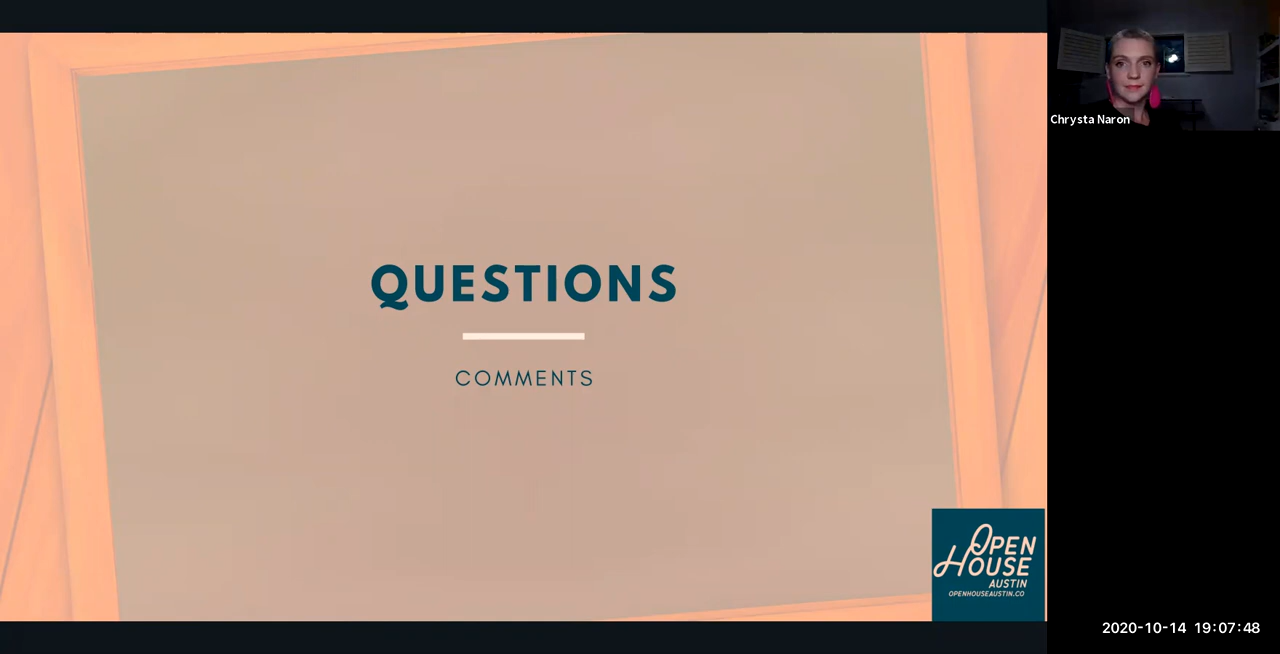 QUESTIONS
COMMENTS
OPEN
HOUSE
AUSTIN
OPENHOUSEAUSTIN.CO
Chrysta Naron
2020-10-14 19:07:48